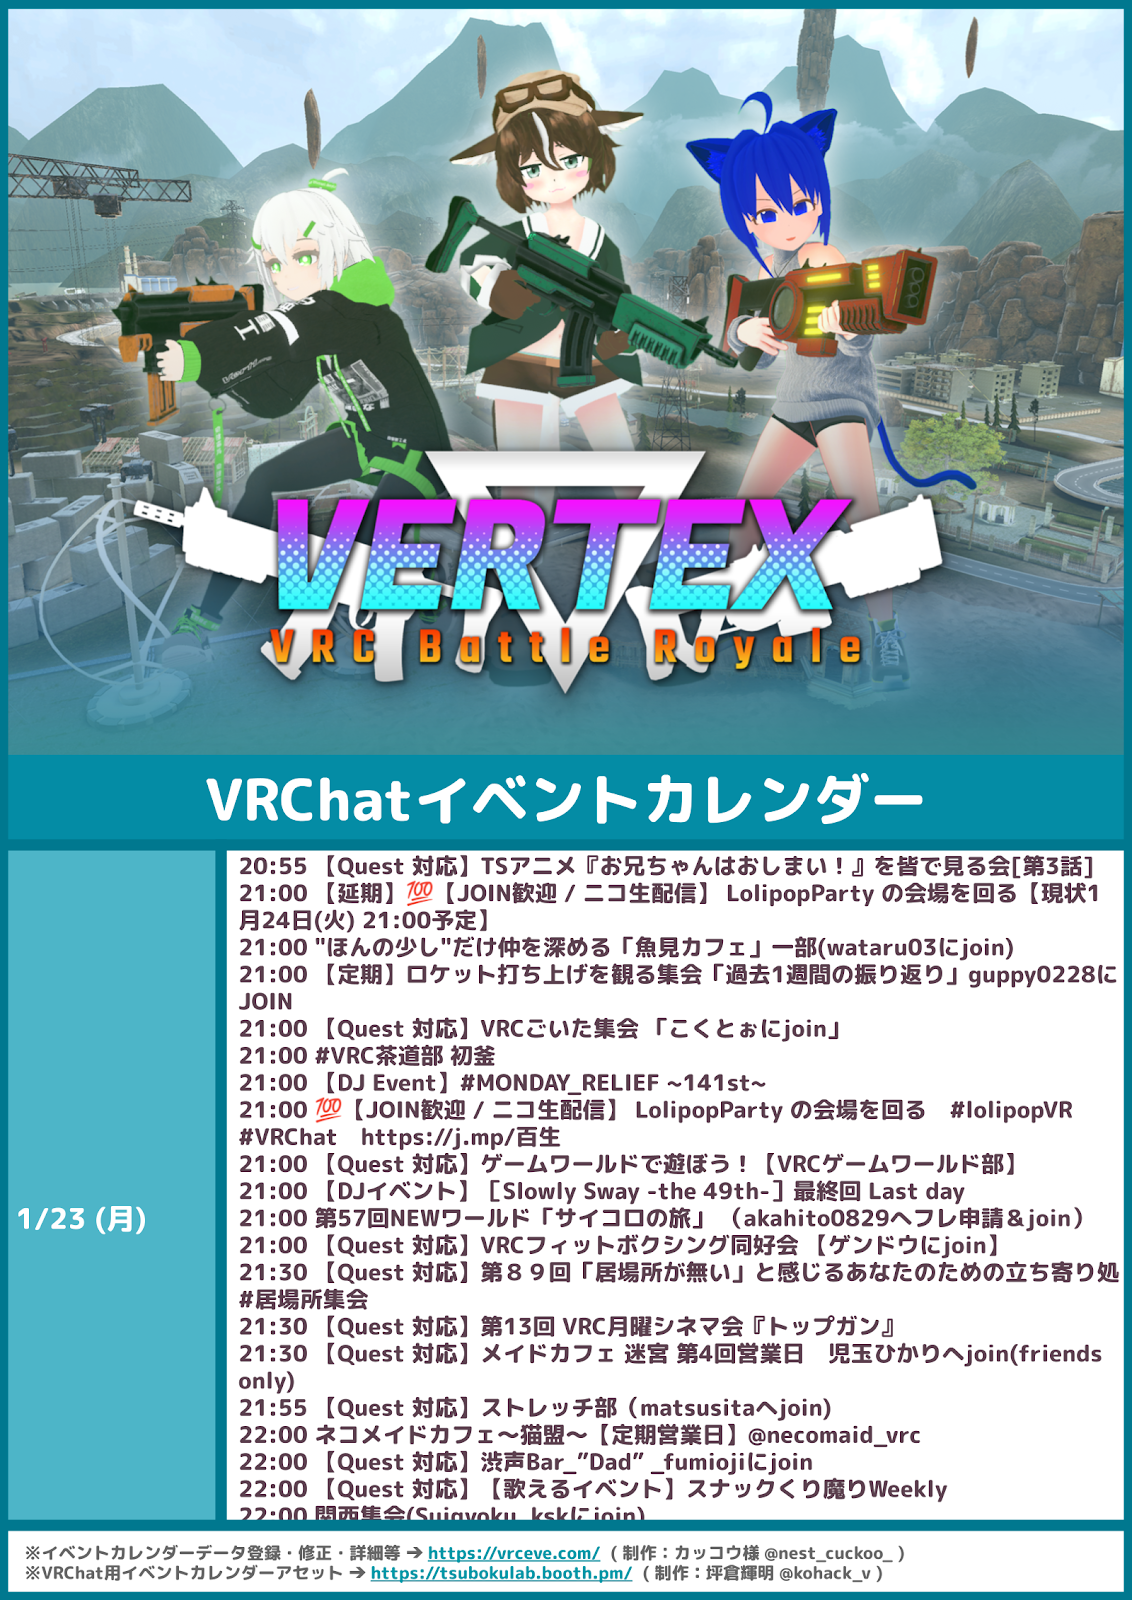 VERTEX
VRC Battle Royale
VRChatイベントカレンダー
1/23 (月)
20:55 【Quest 対応】TSアニメ『お兄ちゃんはおしまい！』を皆で見る会[第3話]
21:00 【延期】💯【JOIN歓迎 / ニコ生配信】 LolipopParty の会場を回る【現状1
月24日(火) 21:00予定】
21:00 "ほんの少し"だけ仲を深める「魚見カフェ」一部(wataru03にjoin)
21:00 【定期】ロケット打ち上げを観る集会「過去1週間の振り返り」guppy0228に
JOIN
21:00 【Quest 対応】VRCごいた集会 「こくとぉにjoin」
21:00 #VRC茶道部 初釜
21:00 【DJ Event】#MONDAY_RELIEF ~141st~
21:00 💯【JOIN歓迎 / ニコ生配信】 LolipopParty の会場を回る　#lolipopVR
#VRChat　https://j.mp/百生
21:00 【Quest 対応】ゲームワールドで遊ぼう！【VRCゲームワールド部】
21:00 【DJイベント】［Slowly Sway -the 49th-］最終回 Last day
21:00 第57回NEWワールド「サイコロの旅」（akahito0829へフレ申請＆join）
21:00 【Quest 対応】VRCフィットボクシング同好会 【ゲンドウにjoin】
21:30 【Quest 対応】第８９回「居場所が無い」と感じるあなたのための立ち寄り処
#居場所集会
21:30 【Quest 対応】第13回 VRC月曜シネマ会『トップガン』
21:30 【Quest 対応】メイドカフェ 迷宮 第4回営業日　児玉ひかりへjoin(friends
only)
21:55 【Quest 対応】ストレッチ部（matsusitaへjoin)
22:00 ネコメイドカフェ～猫盟～【定期営業日】@necomaid_vrc
22:00 【Quest 対応】渋声Bar_”Dad” _fumiojiにjoin
22:00 【Quest 対応】【歌えるイベント】スナックくり魔りWeekly
22:00 関西集会(Suigyoku_kskにjoin)
※イベントカレンダーデータ登録・修正・詳細等 ➔ https://vrceve.com/ （ 制作：カッコウ様 @nest_cuckoo_ ）
※VRChat用イベントカレンダーアセット ➔ https://tsubokulab.booth.pm/ （ 制作：坪倉輝明 @kohack_v ）